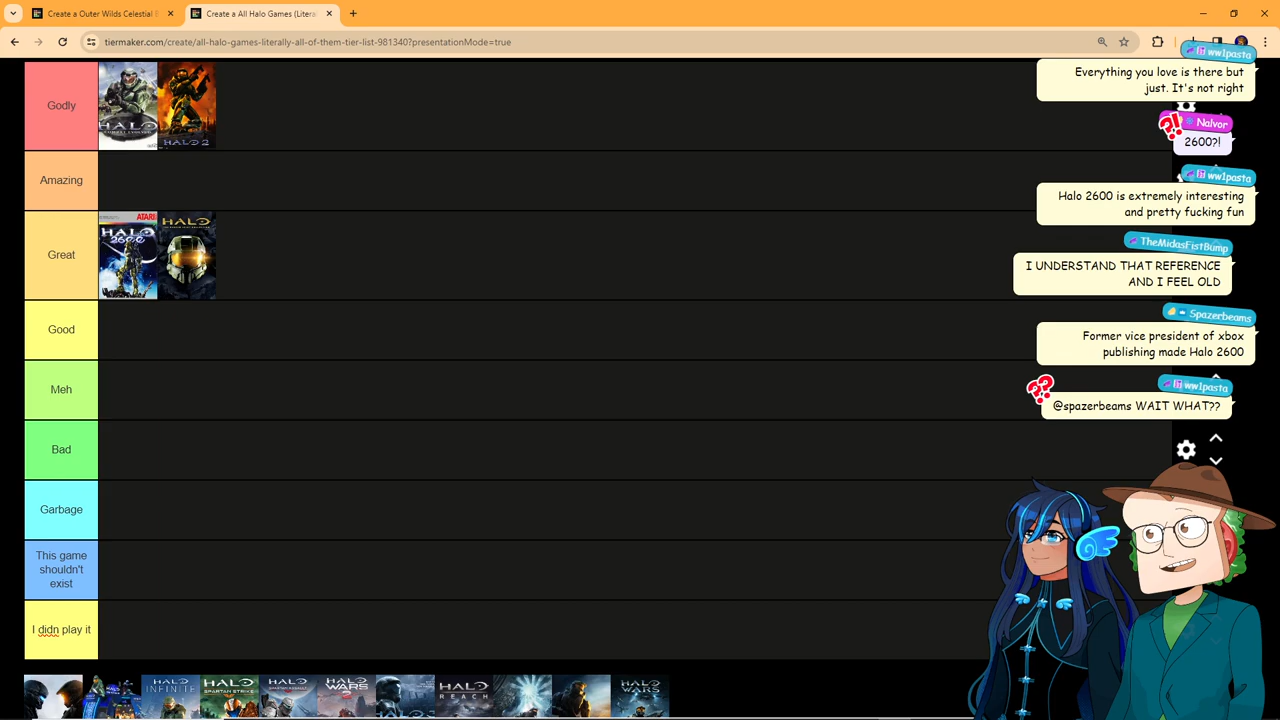 Create a Outer Wilds Celestial B
Create a All Halo Games (Litera
tiermaker.com/create/all-halo-games-literally-all-of-them-tier-list-981340?presentationMode=true
Godly
HALO
HALO 2
Amazing
Great
ATARI
HALO
2600
HALO
Good
Meh
Bad
Garbage
This game
shouldn't
exist
I didn play it
ww1pasta
Everything you love is there but
just. It's not right
Nalvor
2600?!
ww1pasta
Halo 2600 is extremely interesting
and pretty fucking fun
TheMidasFistBump
I UNDERSTAND THAT REFERENCE
AND I FEEL OLD
Spazerbeams
Former vice president of xbox
publishing made Halo 2600
ww1pasta
@spazerbeams WAIT WHAT??
HALO
INFINITE
HALO
SPARTAN STRIKE
HALO
SPARTAN ASSAULT
HALO
WARS
2
HALO
REACH
HALO
WARS